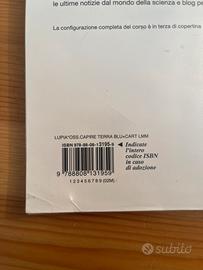 le ultime notizie dal mondo della scienza e blog pe
La configurazione completa del corso è in terza di copertina
LUPIA*OSS.CAPIRE TERRA BLU+CART LMM
ISBN 978-88-08-13195-9
Indicate
l'intero
codice ISBN
in caso
di adozione
9 788808 131959
1 2 3 4 5 6 7 8 9 (02M)
subito